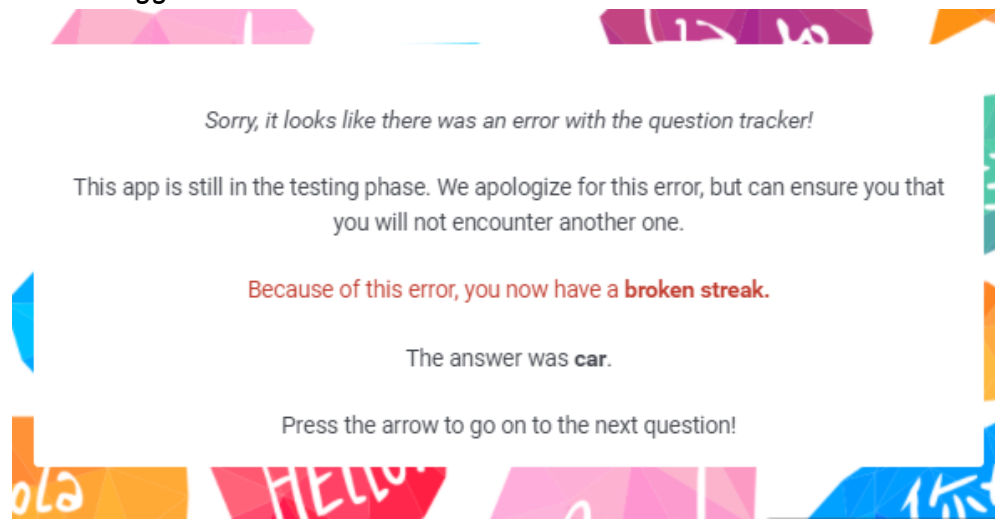 Sorry, it looks like there was an error with the question tracker!
This app is still in the testing phase. We apologize for this error, but can ensure you that
you will not encounter another one.
Because of this error, you now have a broken streak.
The answer was car.
Press the arrow to go on to the next question!
ola
HELLO